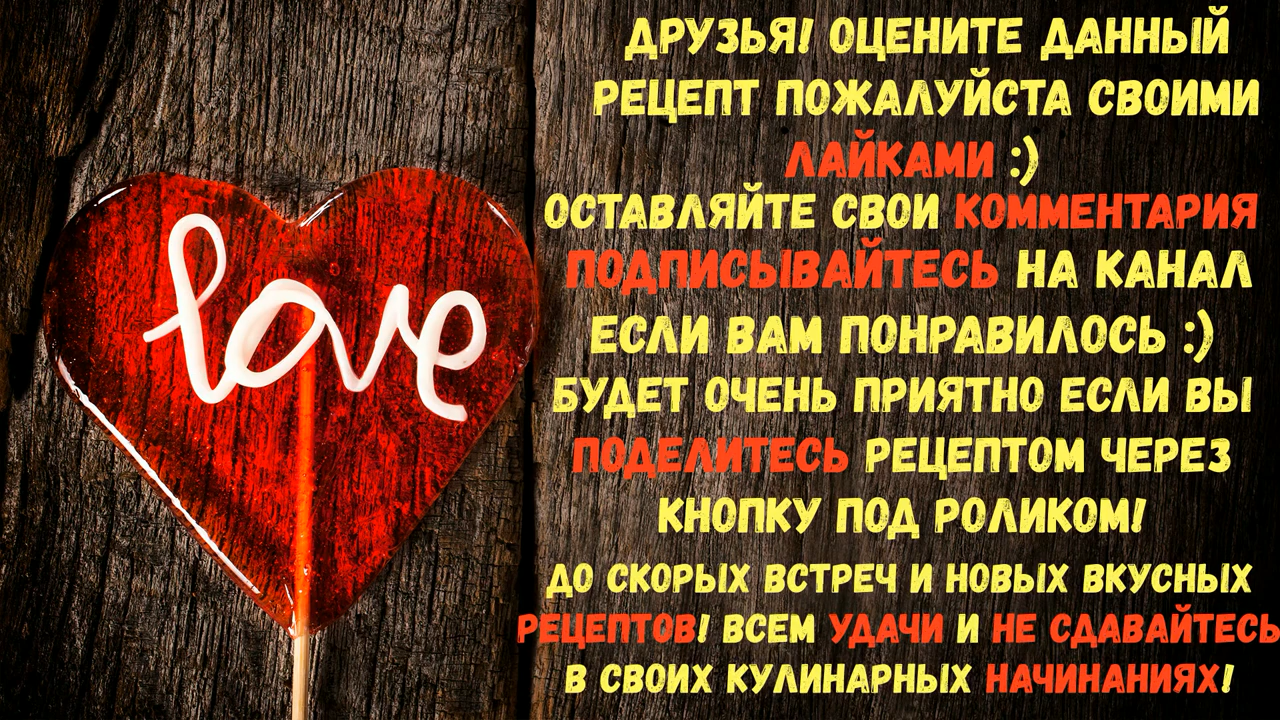 love
ДРУЗЬЯ! ОЦЕНИТЕ ДАННЫЙ
РЕЦЕПТ ПОЖАЛУЙСТА СВОИМИ
ЛАЙКАМИ :)
ОСТАВЛЯЙТЕ СВОИ КОММЕНТАРИЯ
ПОДПИСЫВАЙТЕСЬ НА КАНАЛ
ЕСЛИ ВАМ ПОНРАВИЛОСЬ :)
БУДЕТ ОЧЕНЬ ПРИЯТНО ЕСЛИ ВЫ
ПОДЕЛИТЕСЬ РЕЦЕПТОМ ЧЕРЕЗ
КНОПКУ ПОД РОЛИКОМ!
ДО СКОРЫХ ВСТРЕЧ И НОВЫХ ВКУСНЫХ
РЕЦЕПТОВ! ВСЕМ УДАЧИ И НЕ СДАВАЙТЕСЬ
В СВОИХ КУЛИНАРНЫХ НАЧИНАНИЯХ!